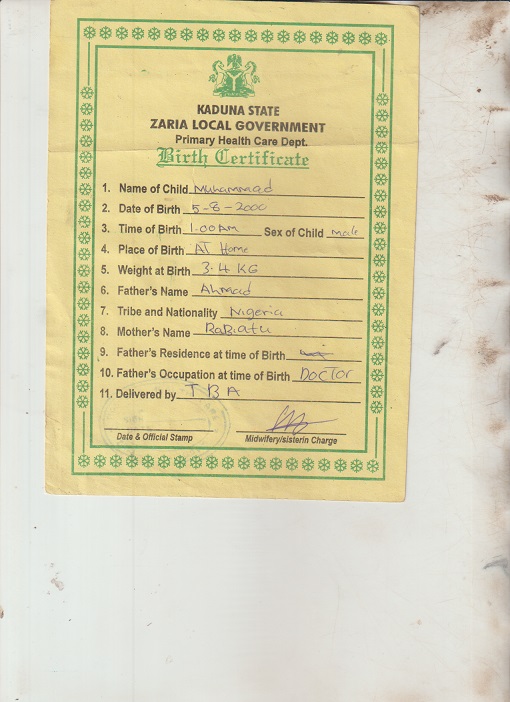 KADUNA STATE
ZARIA LOCAL GOVERNMENT
Primary Health Care Dept.
Birth Certificate
1. Name of Child Muhammad
2. Date of Birth 5-8-2000
3. Time of Birth 1.00AM Sex of Child male
4. Place of Birth At Home
5. Weight at Birth 3.4 KG
6. Father's Name Ahmad
7. Tribe and Nationality Nigeria
8. Mother's Name RaBiatu
9. Father's Residence at time of Birth
10. Father's Occupation at time of Birth DOCTOR
11. Delivered by TBA
Date & Official Stamp Midwifery/sisterin Charge